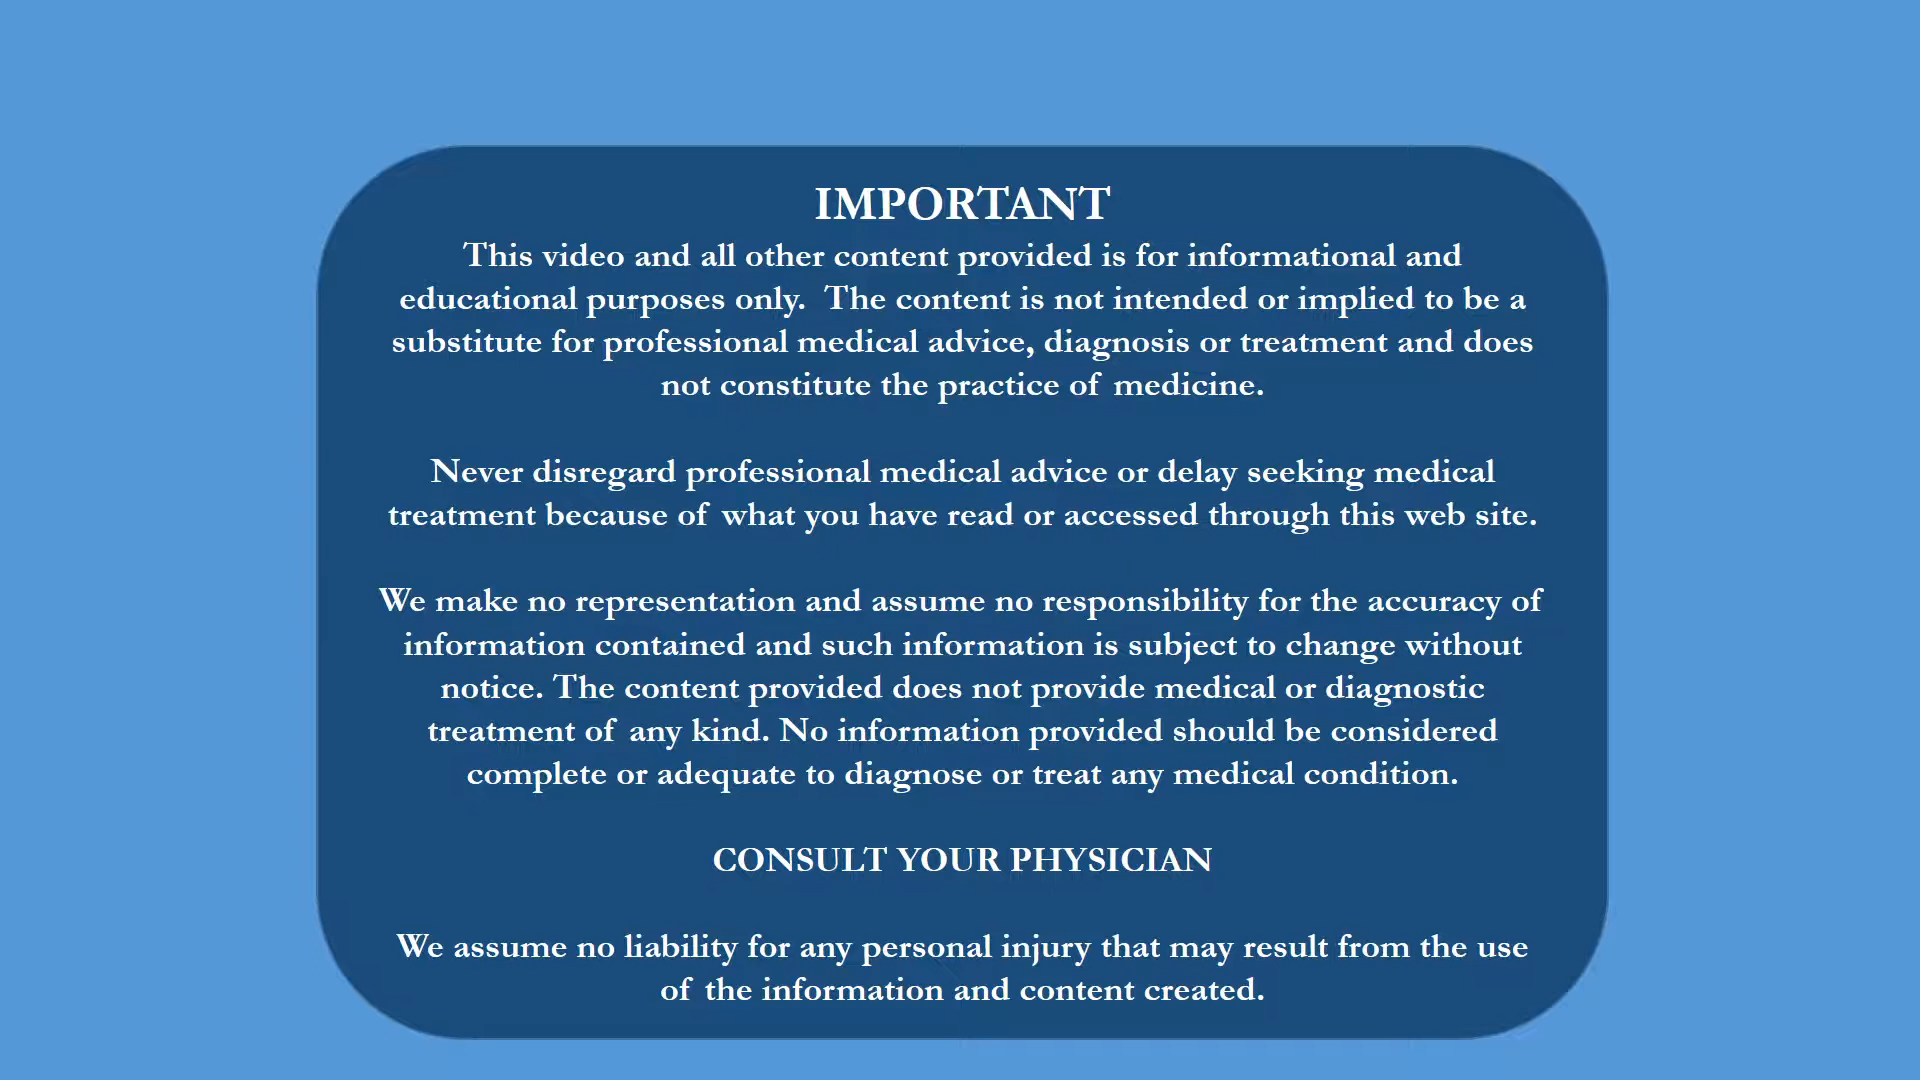 IMPORTANT
This video and all other content provided is for informational and
educational purposes only.  The content is not intended or implied to be a
substitute for professional medical advice, diagnosis or treatment and does
not constitute the practice of medicine.
Never disregard professional medical advice or delay seeking medical
treatment because of what you have read or accessed through this web site.
We make no representation and assume no responsibility for the accuracy of
information contained and such information is subject to change without
notice. The content provided does not provide medical or diagnostic
treatment of any kind. No information provided should be considered
complete or adequate to diagnose or treat any medical condition.
CONSULT YOUR PHYSICIAN
We assume no liability for any personal injury that may result from the use
of the information and content created.